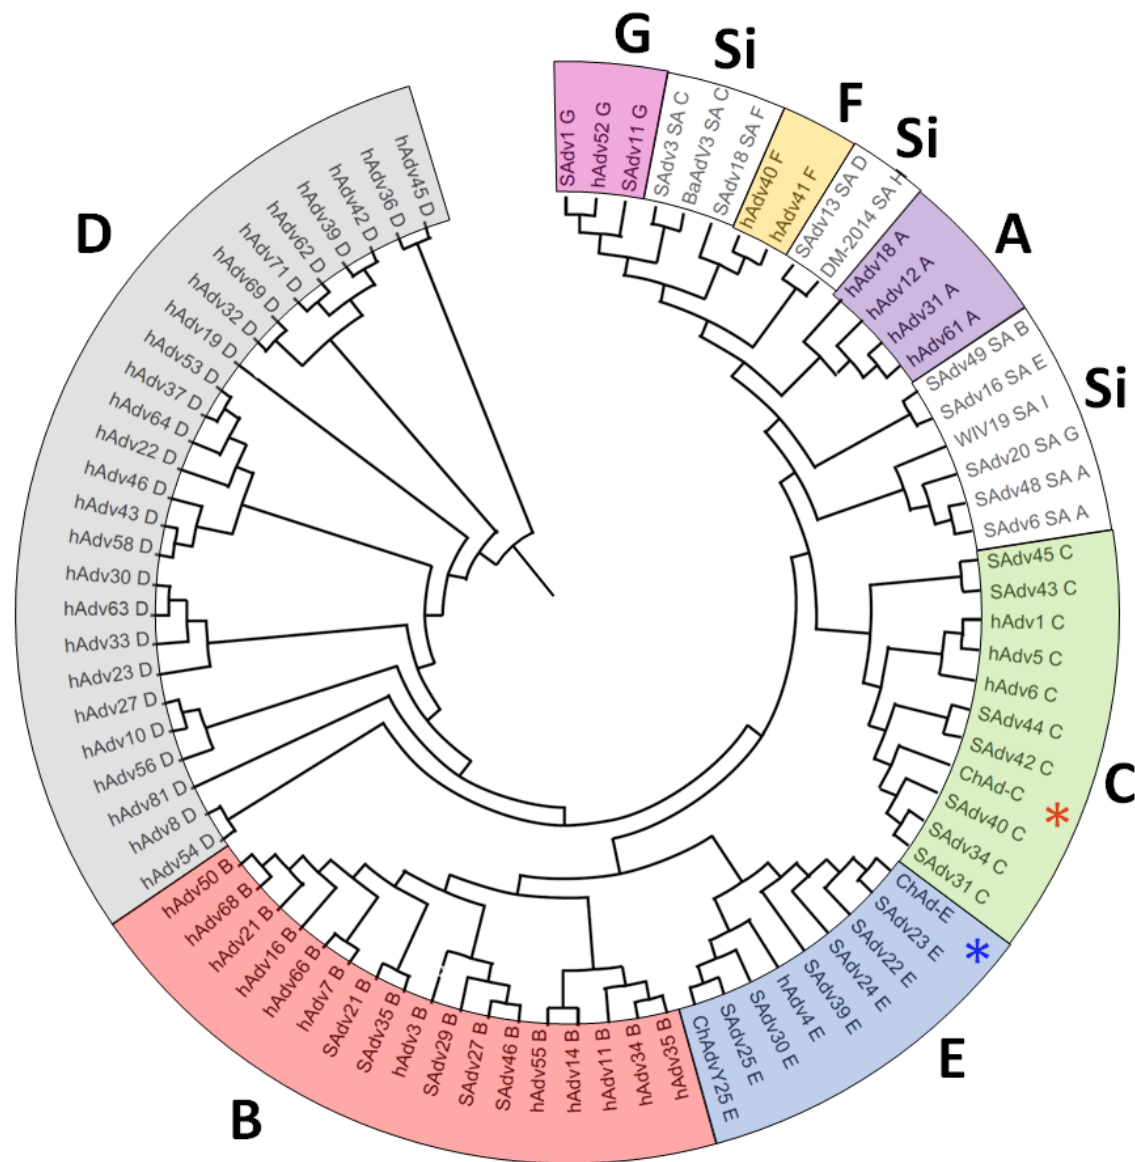 G
Si
F
Si
A
Si
C
E
B
D
SAdv1 G
hAdv52 G
SAdv11 G
SAdv3 SA C
BaAdV3 SA C
SAdv18 SA F
hAdv40 F
hAdv41 F
SAdv13 SA D
DM-2014 SA H
hAdv18 A
hAdv12 A
hAdv31 A
hAdv61 A
SAdv49 SA B
SAdv16 SA E
WIV19 SA I
SAdv20 SA G
SAdv48 SA A
SAdv6 SA A
SAdv45 C
SAdv43 C
hAdv1 C
hAdv5 C
hAdv6 C
SAdv44 C
SAdv42 C
ChAd-C
SAdv40 C
*
SAdv34 C
SAdv31 C
ChAd-E
*
SAdv23 E
SAdv22 E
SAdv24 E
SAdv39 E
hAdv4 E
SAdv30 E
SAdv25 E
ChAdvY25 E
hAdv35 B
hAdv34 B
hAdv11 B
hAdv14 B
hAdv55 B
SAdv46 B
SAdv27 B
SAdv29 B
hAdv3 B
SAdv35 B
SAdv21 B
hAdv7 B
hAdv66 B
hAdv16 B
hAdv21 B
hAdv68 B
hAdv50 B
hAdv54 D
hAdv8 D
hAdv81 D
hAdv56 D
hAdv10 D
hAdv27 D
hAdv23 D
hAdv33 D
hAdv63 D
hAdv30 D
hAdv58 D
hAdv43 D
hAdv46 D
hAdv22 D
hAdv64 D
hAdv37 D
hAdv53 D
hAdv19 D
hAdv32 D
hAdv69 D
hAdv71 D
hAdv62 D
hAdv39 D
hAdv42 D
hAdv36 D
hAdv45 D